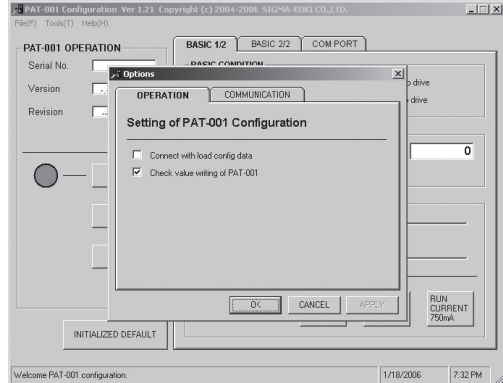 PAT-001 Configuration Ver 1.21 Copyright (c) 2004-2006 SIGMA-KOKI CO.,LTD.
File(F) Tools(T) Help(H)
PAT-001 OPERATION
Serial No.
Version
Revision
INITIALIZED DEFAULT
BASIC 1/2 BASIC 2/2 COM PORT
BASIC CONDITION
drive
drive
0
RUN
CURRENT
750mA
Options
OPERATION COMMUNICATION
Setting of PAT-001 Configuration
Connect with load config data
Check value writing of PAT-001
OK CANCEL APPLY
Welcome PAT-001 configuration. 1/18/2006 7:32 PM